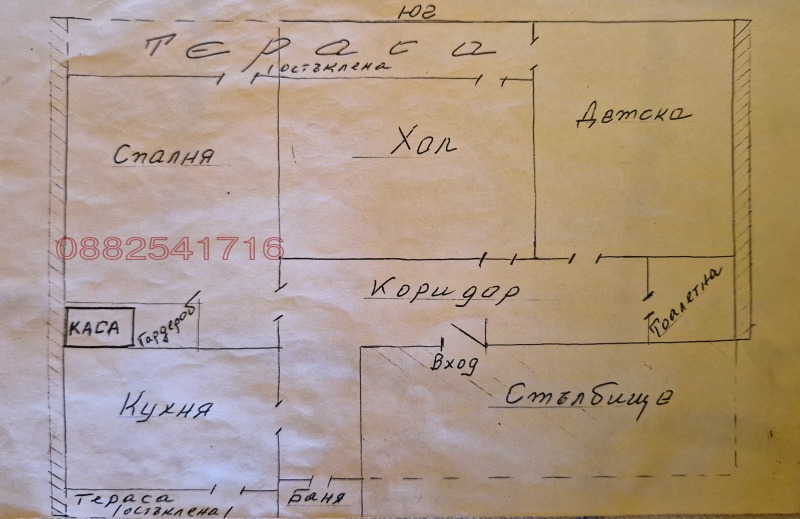 ЮГ
Тераса
/остъклена
Детска
Хол
Спалня
0882541716
Коридор
Тоалетна
КАСА
Гардероб
Вход
Стълбище
Кухня
Тераса
/остъклена/
Баня